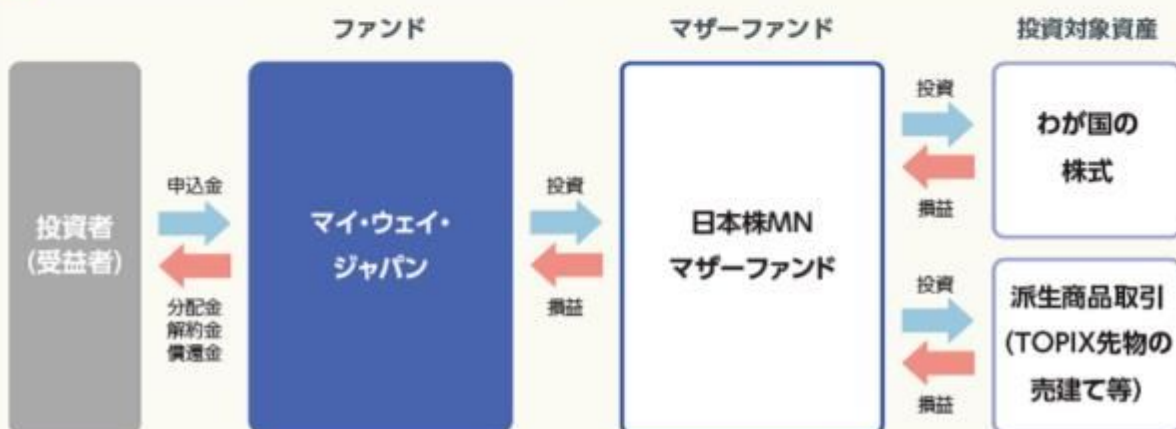 ファンド
マザーファンド
投資対象資産
投資者
(受益者)
申込金
分配金
解約金
償還金
マイ・ウェイ・
ジャパン
投資
損益
日本株MN
マザーファンド
投資
損益
わが国の
株式
投資
損益
派生商品取引
(TOPIX先物の
売建て等)